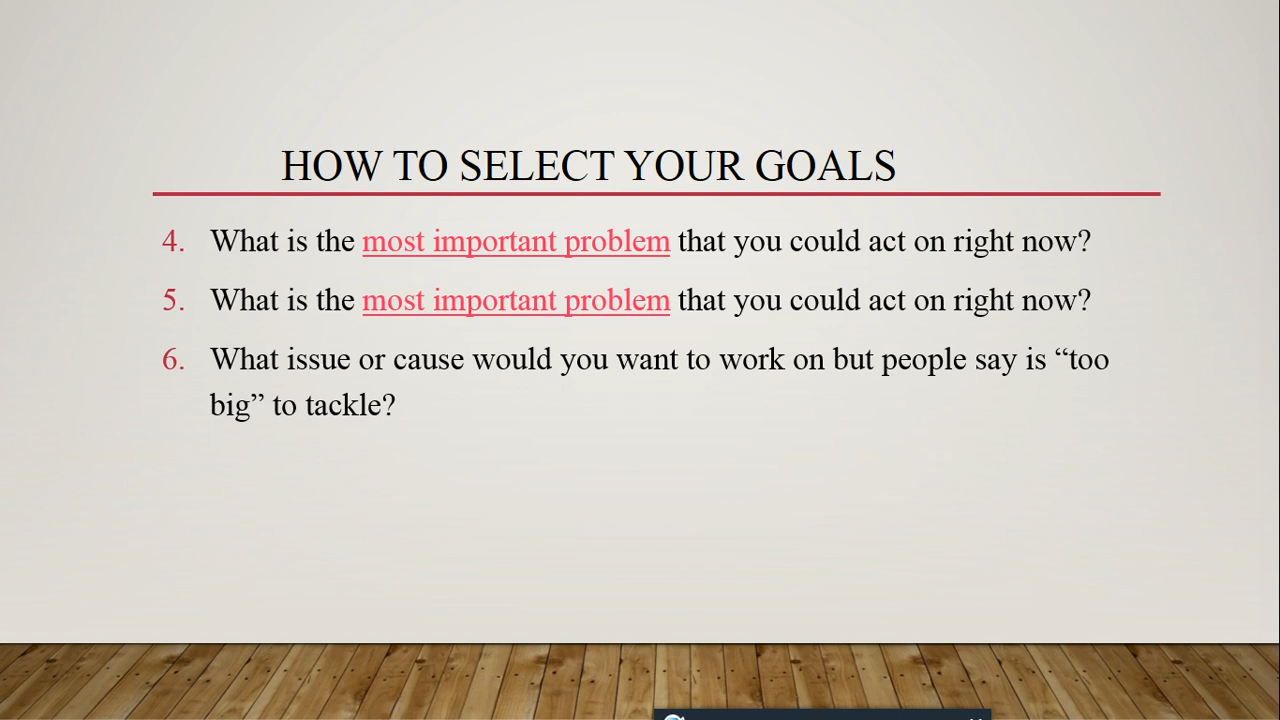 HOW TO SELECT YOUR GOALS
4. What is the most important problem that you could act on right now?
5. What is the most important problem that you could act on right now?
6. What issue or cause would you want to work on but people say is “too
big” to tackle?